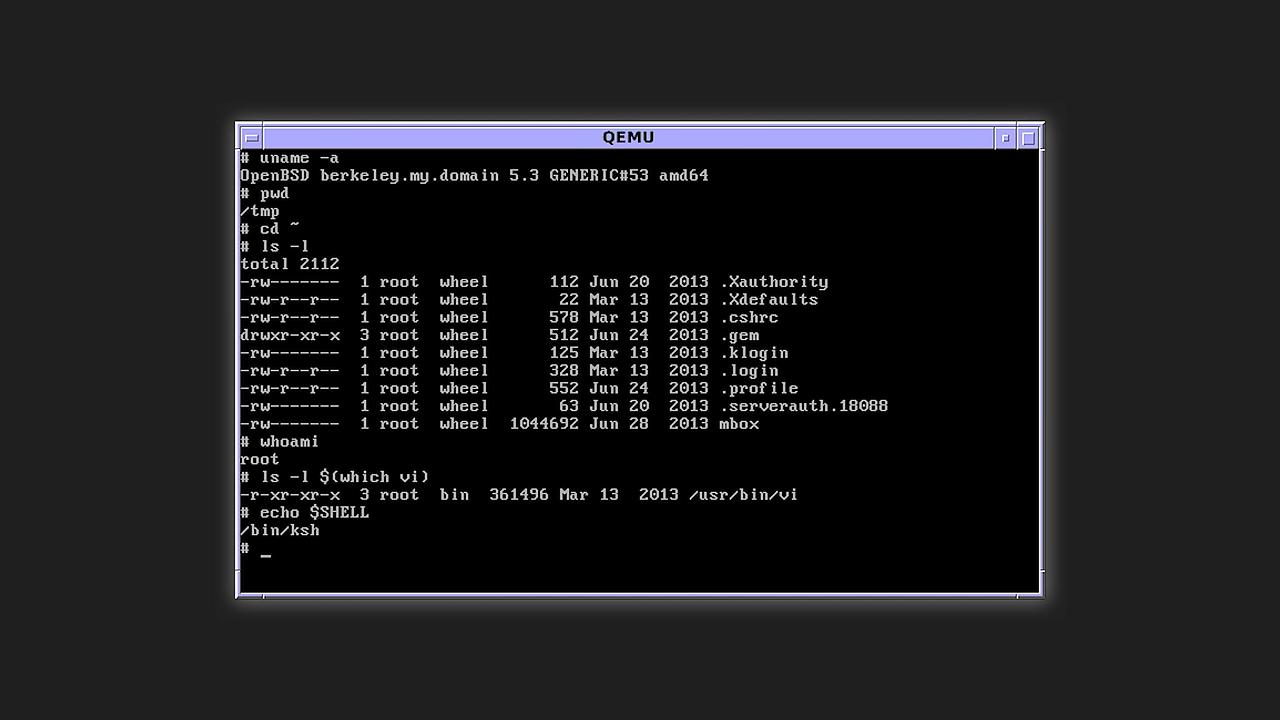 QEMU
# uname -a
OpenBSD berkeley.my.domain 5.3 GENERIC#53 amd64
# pwd
/tmp
# cd ~
# ls -l
total 2112
-rw-------  1 root  wheel      112 Jun 20  2013 .Xauthority
-rw-r--r--  1 root  wheel       22 Mar 13  2013 .Xdefaults
-rw-r--r--  1 root  wheel      578 Mar 13  2013 .cshrc
drwxr-xr-x  3 root  wheel      512 Jun 24  2013 .gem
-rw-------  1 root  wheel      125 Mar 13  2013 .klogin
-rw-r--r--  1 root  wheel      328 Mar 13  2013 .login
-rw-r--r--  1 root  wheel      552 Jun 24  2013 .profile
-rw-------  1 root  wheel       63 Jun 20  2013 .serverauth.18088
-rw-------  1 root  wheel  1044692 Jun 28  2013 mbox
# whoami
root
# ls -l $(which vi)
-r-xr-xr-x  3 root  bin  361496 Mar 13  2013 /usr/bin/vi
# echo $SHELL
/bin/ksh
# _